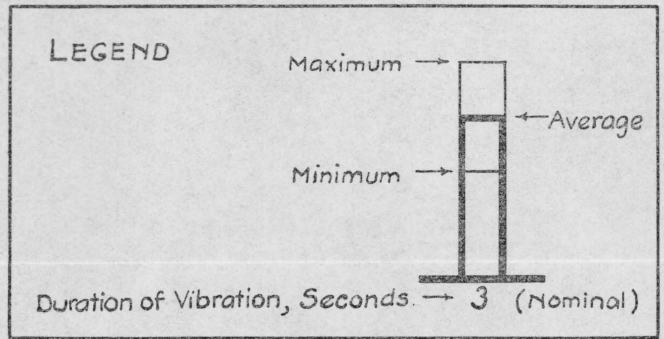 LEGEND
Maximum →
← Average
Minimum →
Duration of Vibration, Seconds. → 3 (Nominal)